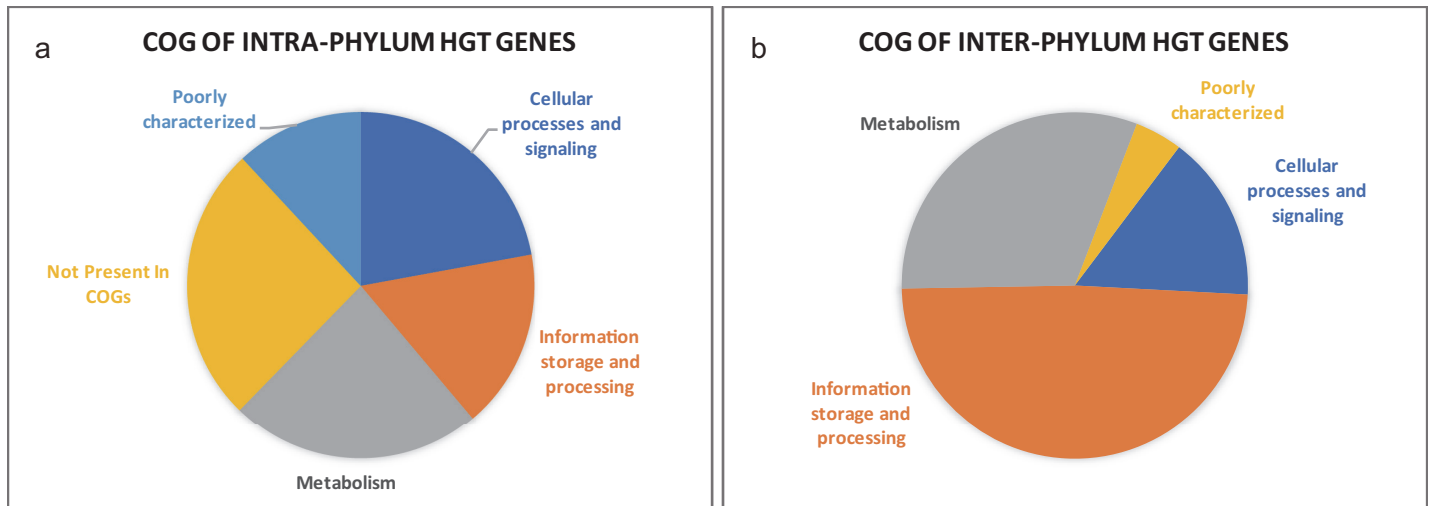 a
COG OF INTRA-PHYLUM HGT GENES
Poorly
characterized
Cellular
processes and
signaling
Not Present In
COGs
Information
storage and
processing
Metabolism
b
COG OF INTER-PHYLUM HGT GENES
Poorly
characterized
Metabolism
Cellular
processes and
signaling
Information
storage and
processing